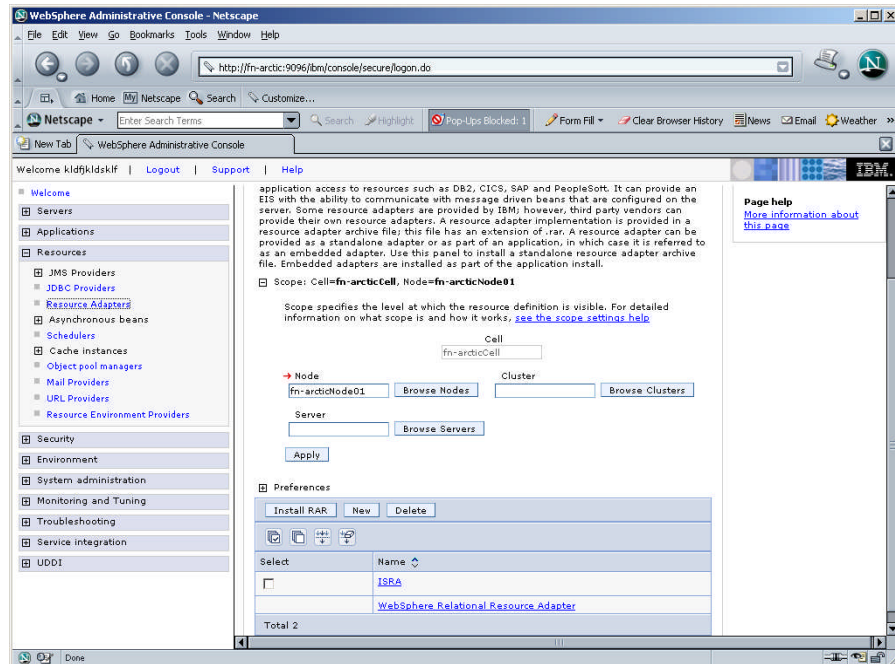 WebSphere Administrative Console - Netscape
File Edit View Go Bookmarks Tools Window Help
http://fn-arctic:9096/ibm/console/secure/logon.do
Home My Netscape Search Customize...
Netscape Enter Search Terms Search Highlight Pop-Ups Blocked: 1 Form Fill Clear Browser History News Email Weather »
New Tab WebSphere Administrative Console
Welcome kldfjkldsklf | Logout | Support | Help IBM.
Welcome
Servers
Applications
Resources
JMS Providers
JDBC Providers
Resource Adapters
Asynchronous beans
Schedulers
Cache instances
Object pool managers
Mail Providers
URL Providers
Resource Environment Providers
Security
Environment
System administration
Monitoring and Tuning
Troubleshooting
Service integration
UDDI
application access to resources such as DB2, CICS, SAP and PeopleSoft. It can provide an
EIS with the ability to communicate with message driven beans that are configured on the
server. Some resource adapters are provided by IBM; however, third party vendors can
provide their own resource adapters. A resource adapter implementation is provided in a
resource adapter archive file; this file has an extension of .rar. A resource adapter can be
provided as a standalone adapter or as part of an application, in which case it is referred to
as an embedded adapter. Use this panel to install a standalone resource adapter archive
file. Embedded adapters are installed as part of the application install.
Scope: Cell=fn-arcticCell, Node=fn-arcticNode01
Scope specifies the level at which the resource definition is visible. For detailed
information on what scope is and how it works, see the scope settings help
Cell
fn-arcticCell
Node Cluster
fn-arcticNode01 Browse Nodes Browse Clusters
Server
Browse Servers
Apply
Preferences
Install RAR New Delete
Select Name
ISRA
WebSphere Relational Resource Adapter
Total 2
Page help
More information about
this page
Done